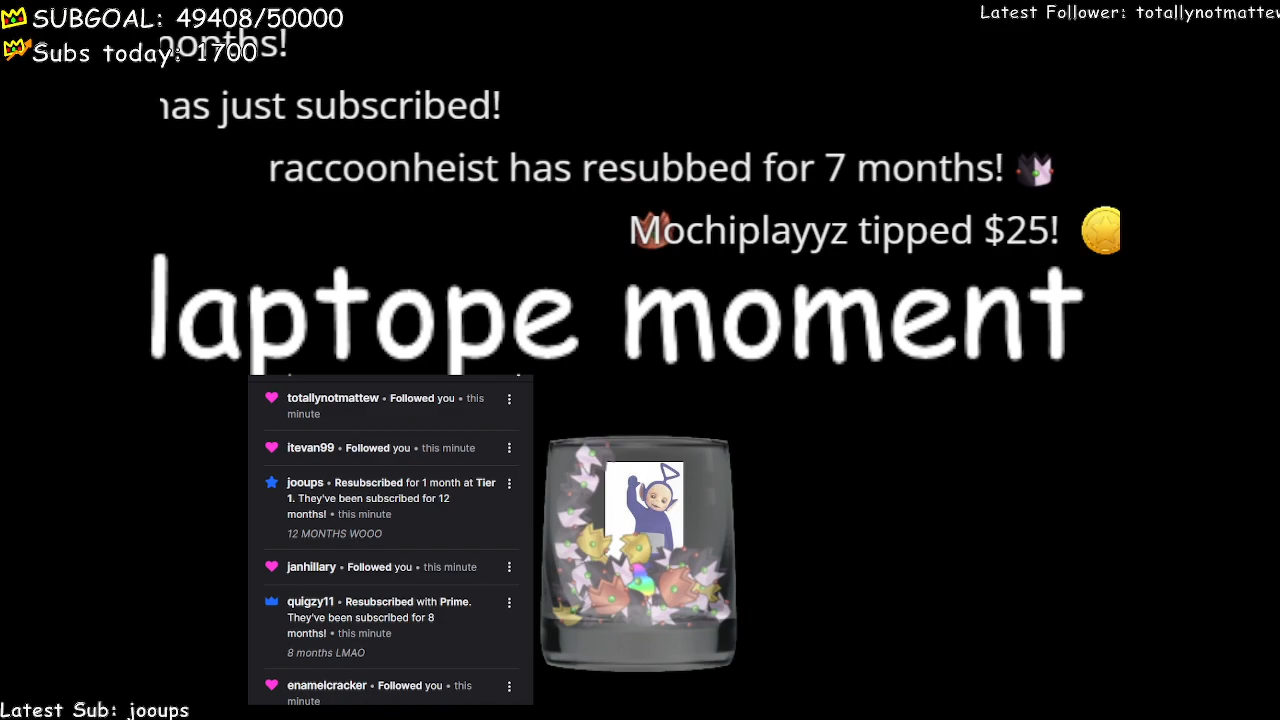 SUBGOAL: 49408/50000
Latest Follower: totallynotmattew
months!
Subs today: 1700
has just subscribed!
raccoonheist has resubbed for 7 months!
Mochiplayyz tipped $25!
laptope moment
totallynotmattew • Followed you • this
minute
itevan99 • Followed you • this minute
jooups • Resubscribed for 1 month at Tier
1. They've been subscribed for 12
months! • this minute
12 MONTHS WOOO
janhillary • Followed you • this minute
quigzy11 • Resubscribed with Prime.
They've been subscribed for 8
months! • this minute
8 months LMAO
enamelcracker • Followed you • this
minute
Latest Sub: jooups